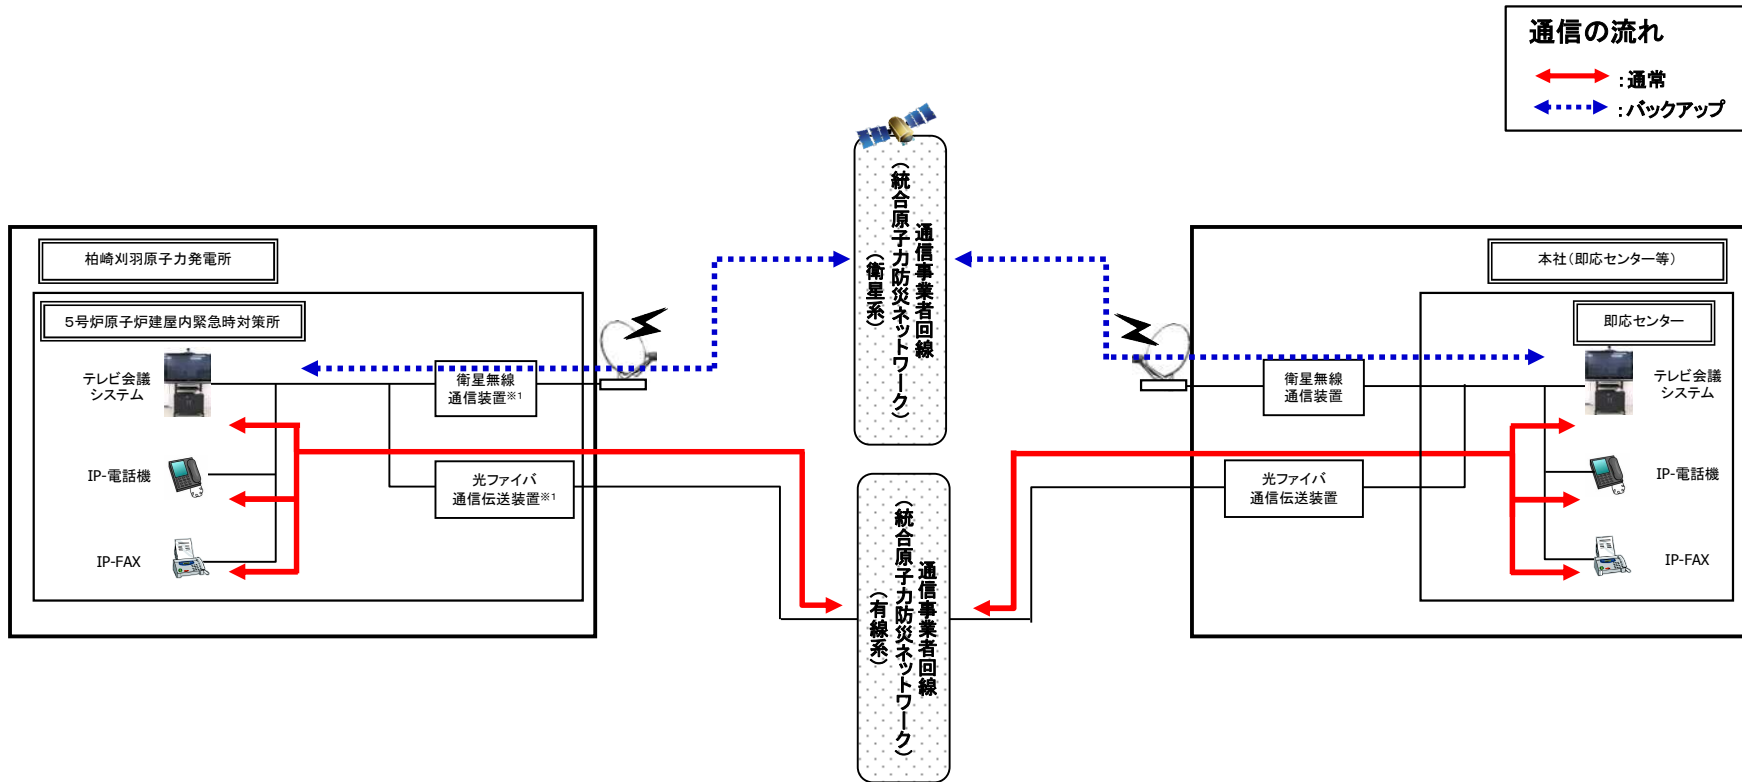 通信の流れ
：通常
：バックアップ
通信事業者回線
（統合原子力防災ネットワーク）
（衛星系）
柏崎刈羽原子力発電所
5号炉原子炉建屋内緊急時対策所
テレビ会議
システム
衛星無線
通信装置※1
IP-電話機
光ファイバ
通信伝送装置※1
IP-FAX
通信事業者回線
（統合原子力防災ネットワーク）
（有線系）
本社（即応センター等）
即応センター
衛星無線
通信装置
テレビ会議
システム
光ファイバ
通信伝送装置
IP-電話機
IP-FAX